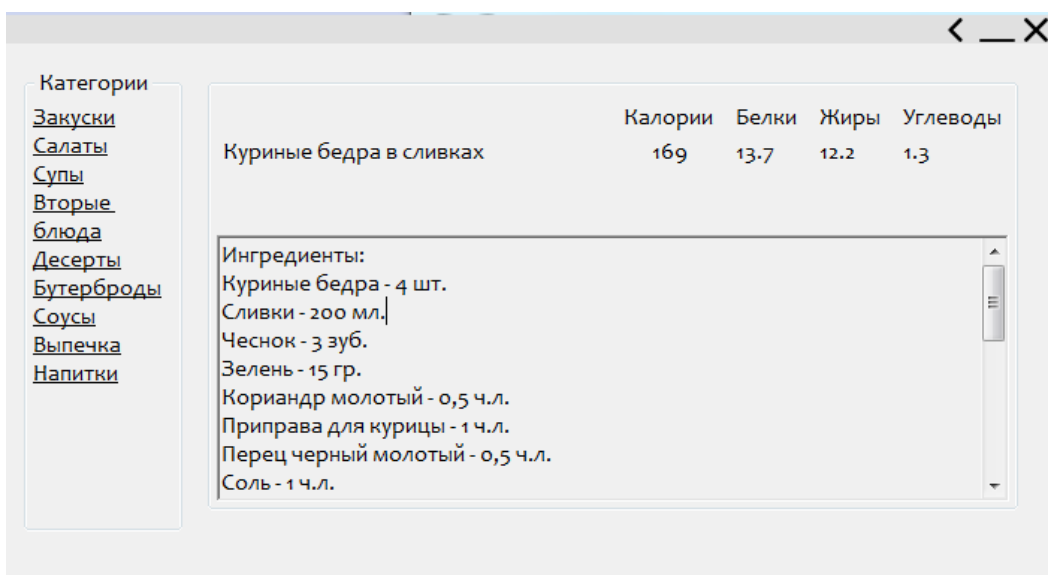 Категории
Закуски
Салаты
Супы
Вторые
блюда
Десерты
Бутерброды
Соусы
Выпечка
Напитки
Калории Белки Жиры Углеводы
Куриные бедра в сливках 169 13.7 12.2 1.3
Ингредиенты:
Куриные бедра - 4 шт.
Сливки - 200 мл.
Чеснок - 3 зуб.
Зелень - 15 гр.
Кориандр молотый - 0,5 ч.л.
Приправа для курицы - 1 ч.л.
Перец черный молотый - 0,5 ч.л.
Соль - 1 ч.л.